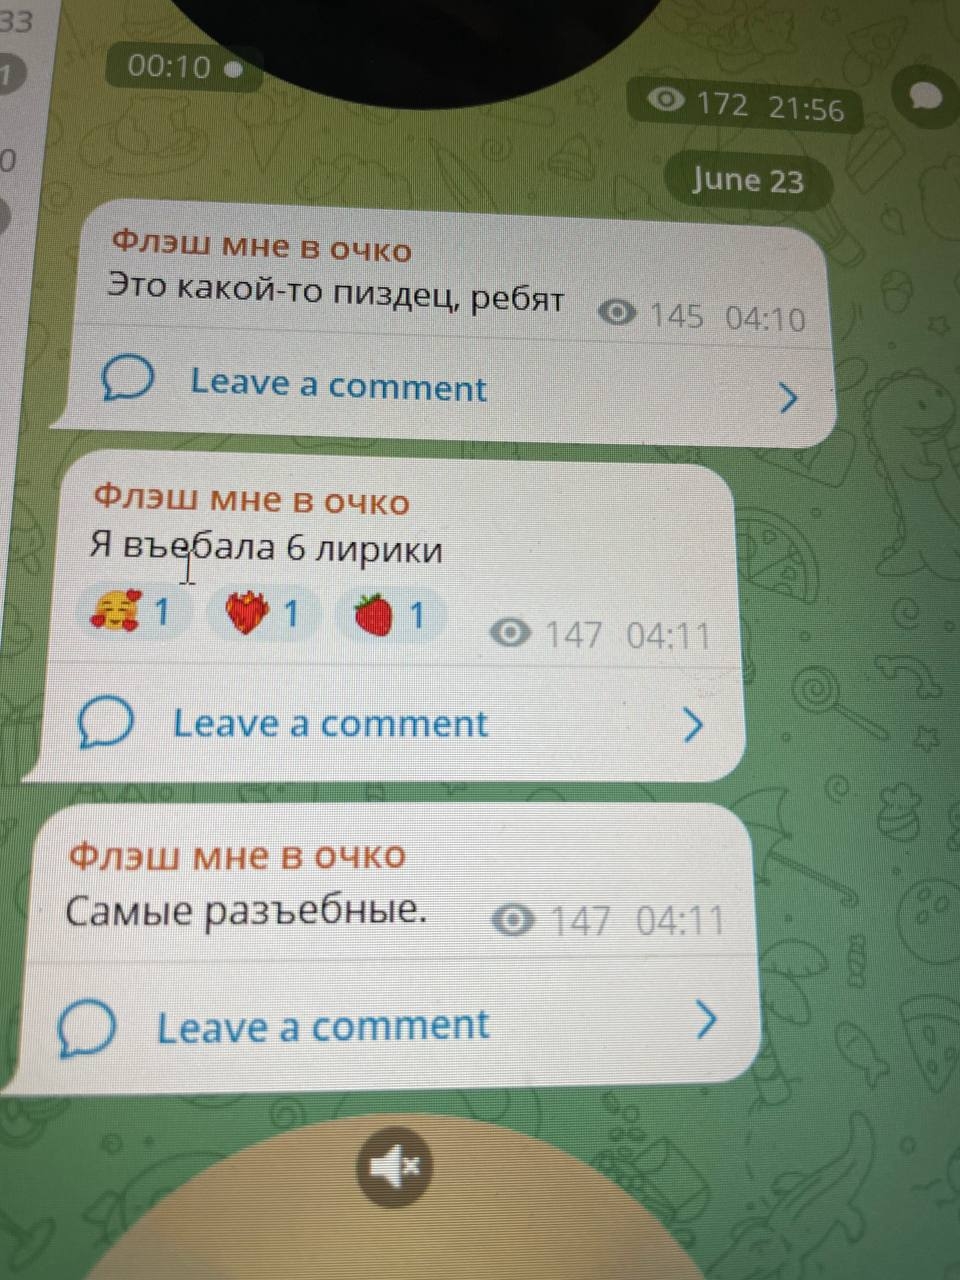 33
1
00:10
172 21:56
0
June 23
Флэш мне в очко
Это какой-то пиздец, ребят 145 04:10
Leave a comment
Флэш мне в очко
Я въебала 6 лирики
1 1 1 147 04:11
Leave a comment
Флэш мне в очко
Самые разъебные. 147 04:11
Leave a comment